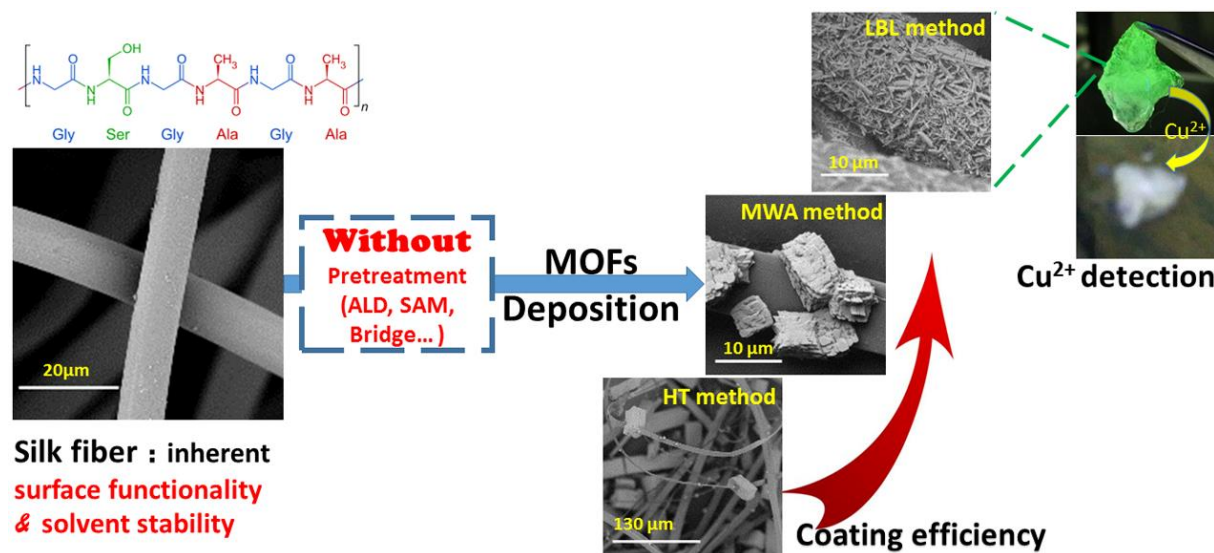 OH
CH₃
CH₃
H
N
O
N
H
O
H
N
O
N
H
O
H
N
O
N
H
O
n
Gly Ser Gly Ala Gly Ala
20μm
Silk fiber : inherent
surface functionality
& solvent stability
Without
Pretreatment
(ALD, SAM,
Bridge... )
MOFs
Deposition
LBL method
10 μm
MWA method
10 μm
HT method
130 μm
Coating efficiency
Cu²⁺
Cu²⁺ detection